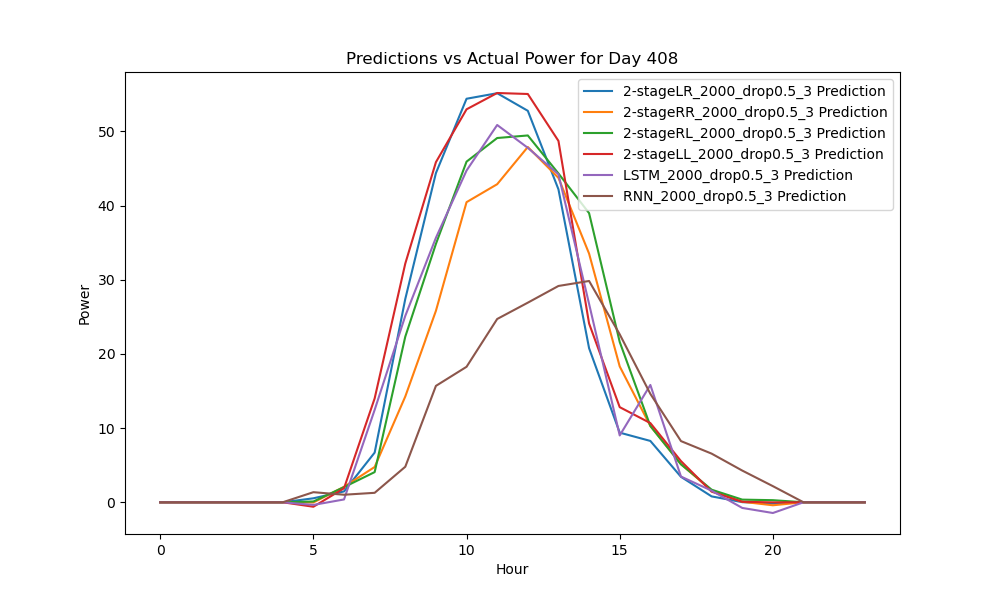 Predictions vs Actual Power for Day 408
2-stageLR_2000_drop0.5_3 Prediction
2-stageRR_2000_drop0.5_3 Prediction
2-stageRL_2000_drop0.5_3 Prediction
2-stageLL_2000_drop0.5_3 Prediction
LSTM_2000_drop0.5_3 Prediction
RNN_2000_drop0.5_3 Prediction
50
40
30
20
10
0
Power
0 5 10 15 20
Hour